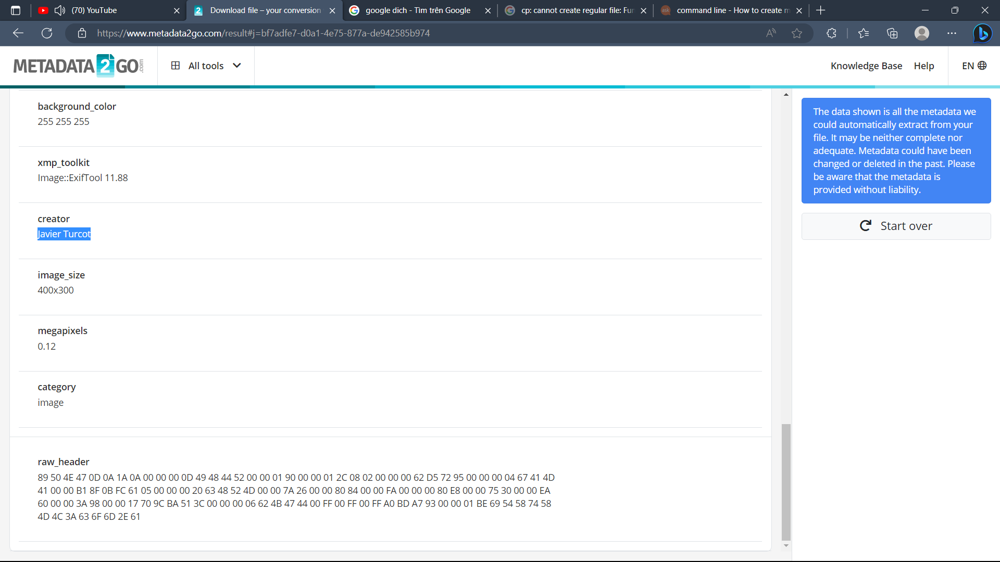 (70) YouTube
Download file – your conversion
google dich - Tìm trên Google
cp: cannot create regular file: Fur
command line - How to create m
https://www.metadata2go.com/result#j=bf7adfe7-d0a1-4e75-877a-de942585b974
METADATA2GO.com
All tools
Knowledge Base
Help
EN
background_color
255 255 255
xmp_toolkit
Image::ExifTool 11.88
creator
Javier Turcot
image_size
400x300
megapixels
0.12
category
image
raw_header
89 50 4E 47 0D 0A 1A 0A 00 00 00 0D 49 48 44 52 00 00 01 90 00 00 01 2C 08 02 00 00 00 62 D5 72 95 00 00 00 04 67 41 4D
41 00 00 B1 8F 0B FC 61 05 00 00 00 20 63 48 52 4D 00 00 7A 26 00 00 80 84 00 00 FA 00 00 00 80 E8 00 00 75 30 00 00 EA
60 00 00 3A 98 00 00 17 70 9C BA 51 3C 00 00 00 06 62 4B 47 44 00 FF 00 FF 00 FF A0 BD A7 93 00 00 01 BE 69 54 58 74 58
4D 4C 3A 63 6F 6D 2E 61
The data shown is all the metadata we
could automatically extract from your
file. It may be neither complete nor
adequate. Metadata could have been
changed or deleted in the past. Please
be aware that the metadata is
provided without liability.
Start over